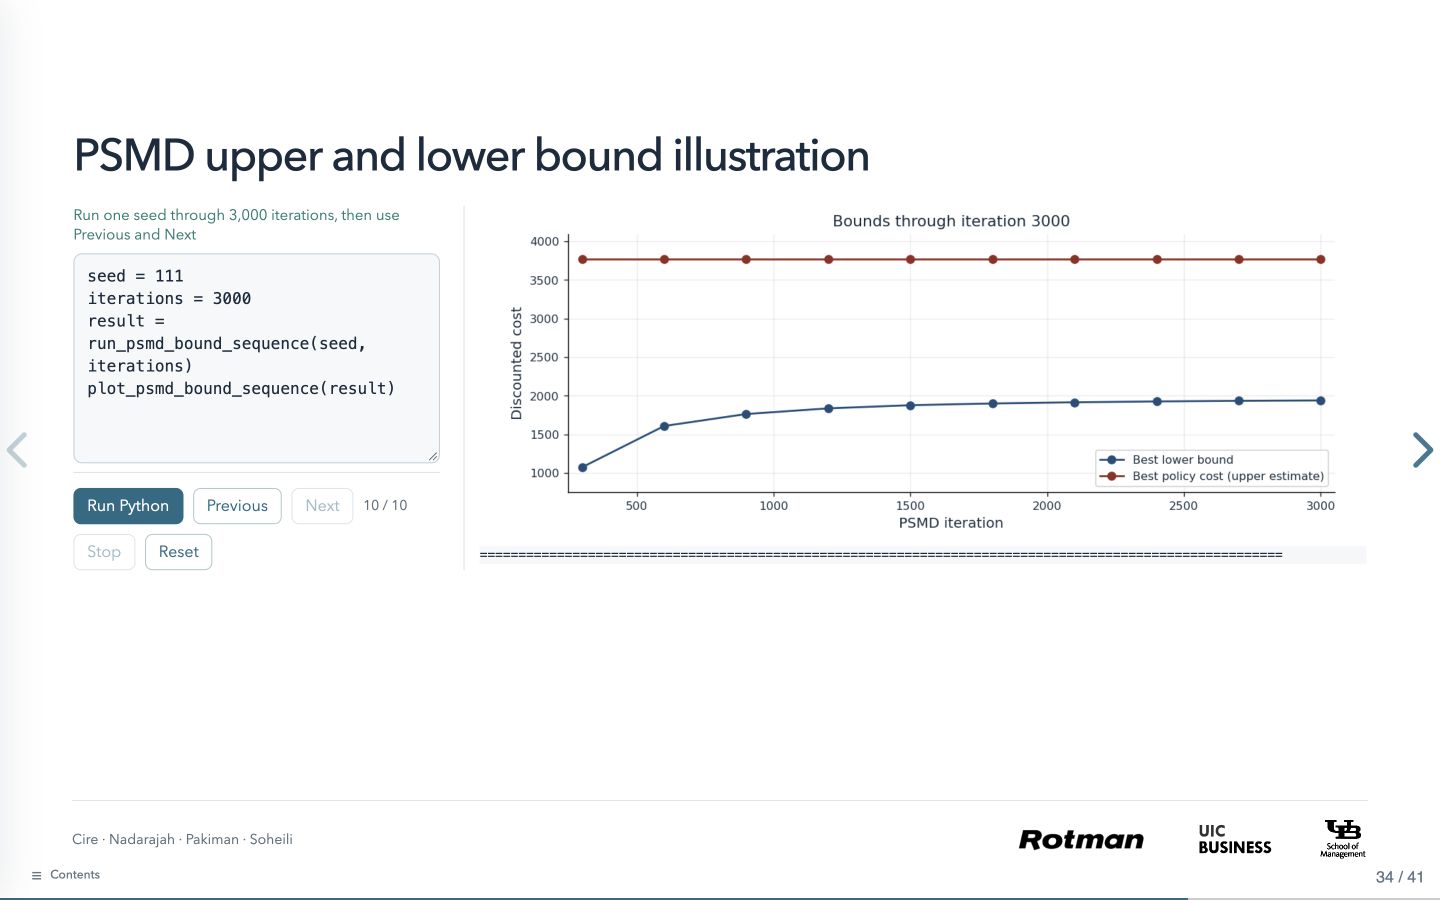 PSMD upper and lower bound illustration
Run one seed through 3,000 iterations, then use
Previous and Next
seed = 111
iterations = 3000
result =
run_psmd_bound_sequence(seed,
iterations)
plot_psmd_bound_sequence(result)
Run Python
Previous
Next
10 / 10
Stop
Reset
Bounds through iteration 3000
Discounted cost
4000
3500
3000
2500
2000
1500
1000
Best lower bound
Best policy cost (upper estimate)
500
1000
1500
2000
2500
3000
PSMD iteration
Cire · Nadarajah · Pakiman · Soheili
Rotman
UIC
BUSINESS
UB
School of
Management
Contents
34 / 41